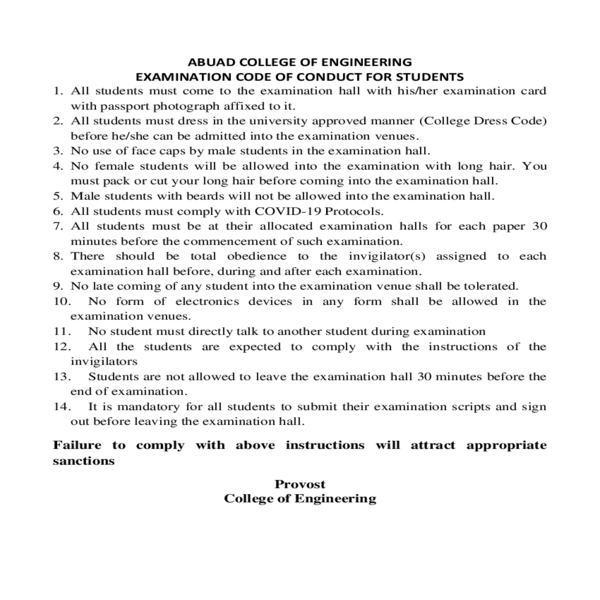 ABUAD COLLEGE OF ENGINEERING
EXAMINATION CODE OF CONDUCT FOR STUDENTS
1. All students must come to the examination hall with his/her examination card
with passport photograph affixed to it.
2. All students must dress in the university approved manner (College Dress Code)
before he/she can be admitted into the examination venues.
3. No use of face caps by male students in the examination hall.
4. No female students will be allowed into the examination with long hair. You
must pack or cut your long hair before coming into the examination hall.
5. Male students with beards will not be allowed into the examination hall.
6. All students must comply with COVID-19 Protocols.
7. All students must be at their allocated examination halls for each paper 30
minutes before the commencement of such examination.
8. There should be total obedience to the invigilator(s) assigned to each
examination hall before, during and after each examination.
9. No late coming of any student into the examination venue shall be tolerated.
10. No form of electronics devices in any form shall be allowed in the
examination venues.
11. No student must directly talk to another student during examination
12. All the students are expected to comply with the instructions of the
invigilators
13. Students are not allowed to leave the examination hall 30 minutes before the
end of examination.
14. It is mandatory for all students to submit their examination scripts and sign
out before leaving the examination hall.
Failure to comply with above instructions will attract appropriate
sanctions
Provost
College of Engineering